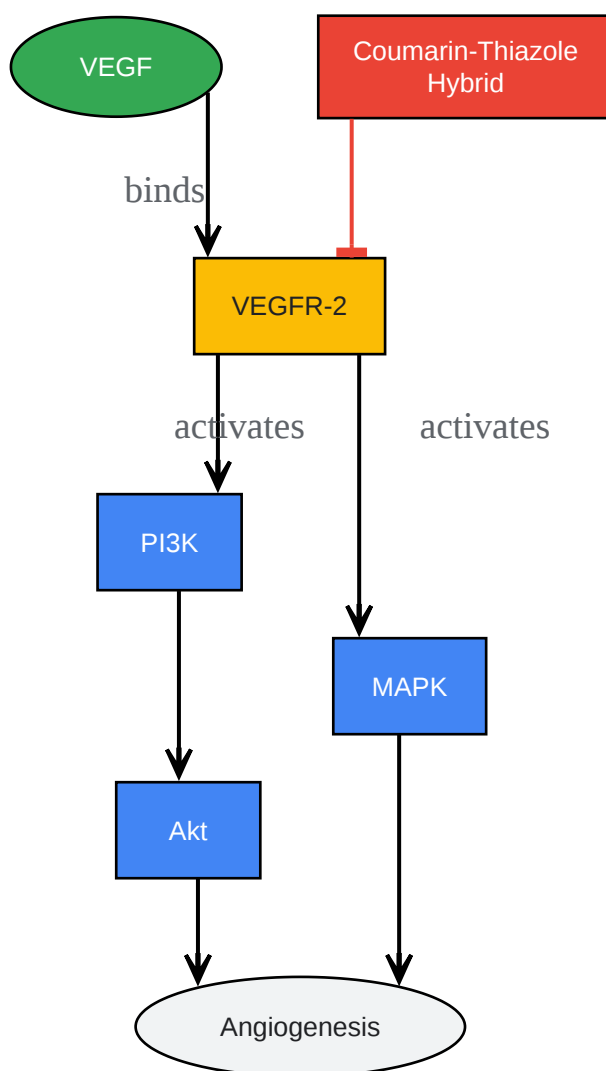 VEGF
Coumarin-Thiazole
Hybrid
binds
VEGFR-2
activates
activates
PI3K
MAPK
Akt
Angiogenesis